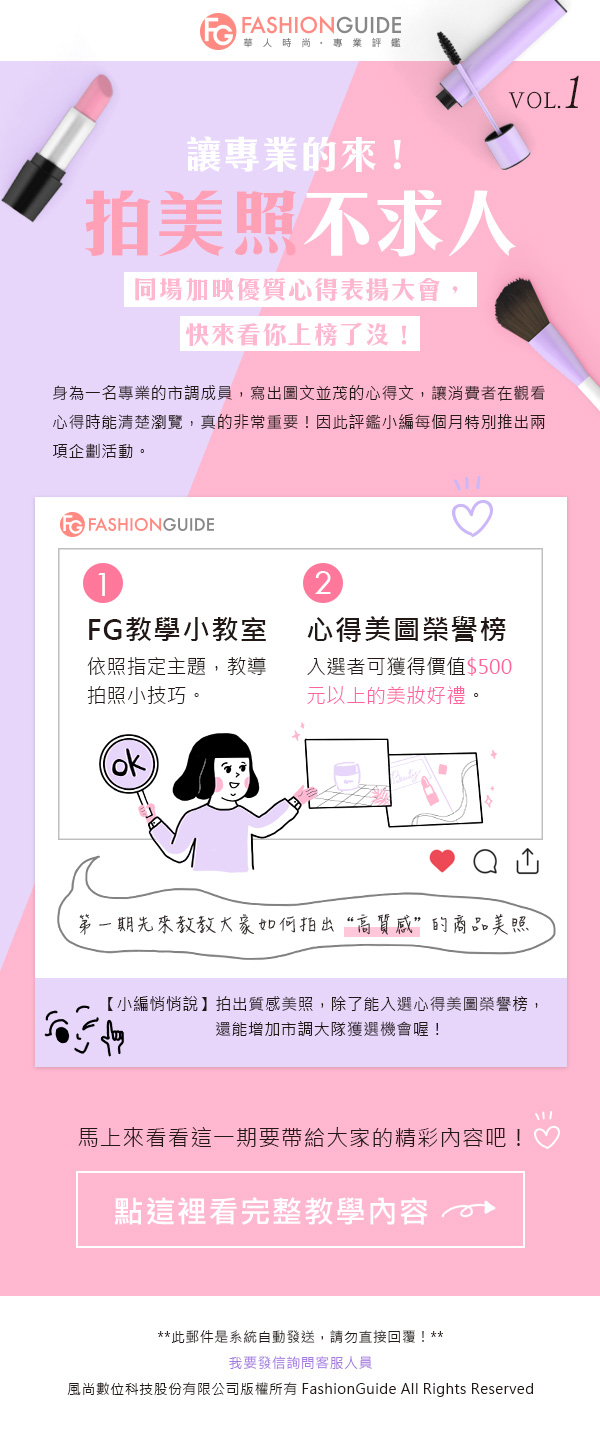 FG FASHIONGUIDE
華人時尚・專業評鑑
VOL.1
讓專業的來！
拍美照不求人
同場加映優質心得表揚大會，
快來看你上榜了沒！
身為一名專業的市調成員，寫出圖文並茂的心得文，讓消費者在觀看
心得時能清楚瀏覽，真的非常重要！因此評鑑小編每個月特別推出兩
項企劃活動。
FG FASHIONGUIDE
1
FG教學小教室
依照指定主題，教導
拍照小技巧。
2
心得美圖榮譽榜
入選者可獲得價值$500
元以上的美妝好禮。
ok
Beauty
第一期先來教教大家如何拍出“高質感”的商品美照
【小編悄悄說】拍出質感美照，除了能入選心得美圖榮譽榜，
還能增加市調大隊獲選機會喔！
馬上來看看這一期要帶給大家的精彩內容吧！
點這裡看完整教學內容
**此郵件是系統自動發送，請勿直接回覆！**
我要發信詢問客服人員
風尚數位科技股份有限公司版權所有 FashionGuide All Rights Reserved